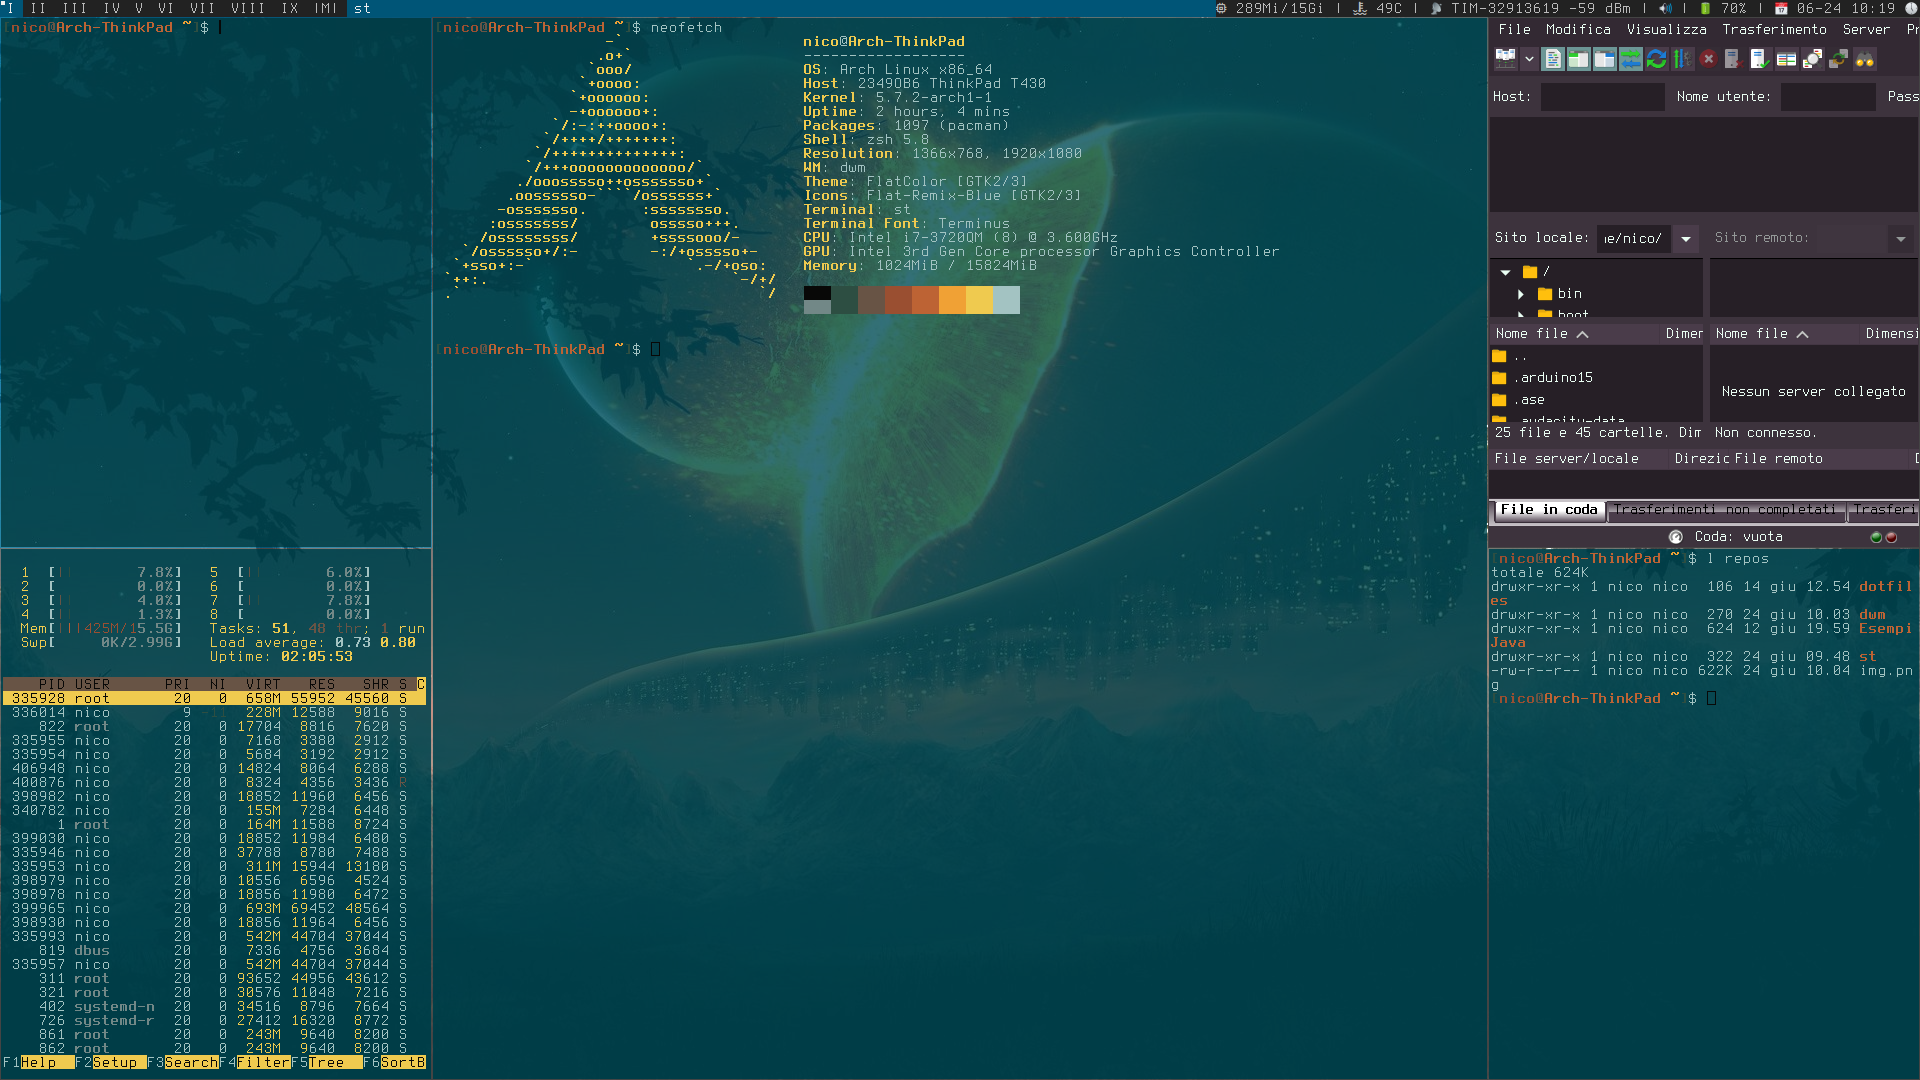 I II III IV V VI VII VIII IX |M| st 289Mi/15Gi | 49C | TIM-32913619 -59 dBm | | 70% | 06-24 10:19
[nico@Arch-ThinkPad ~]$
[nico@Arch-ThinkPad ~]$ neofetch
nico@Arch-ThinkPad
------------------
OS: Arch Linux x86_64
Host: 2349OB6 ThinkPad T430
Kernel: 5.7.2-arch1-1
Uptime: 2 hours, 4 mins
Packages: 1097 (pacman)
Shell: zsh 5.8
Resolution: 1366x768, 1920x1080
WM: dwm
Theme: FlatColor [GTK2/3]
Icons: Flat-Remix-Blue [GTK2/3]
Terminal: st
Terminal Font: Terminus
CPU: Intel i7-3720QM (8) @ 3.600GHz
GPU: Intel 3rd Gen Core processor Graphics Controller
Memory: 1024MiB / 15824MiB
[nico@Arch-ThinkPad ~]$
1 [|| 7.8%] 5 [|| 6.0%]
2 [ 0.0%] 6 [ 0.0%]
3 [|| 4.0%] 7 [|| 7.8%]
4 [| 1.3%] 8 [ 0.0%]
Mem[|||425M/15.5G] Tasks: 51, 48 thr; 1 run
Swp[ 0K/2.99G] Load average: 0.73 0.80
Uptime: 02:05:53
PID USER PRI NI VIRT RES SHR S C
335928 root 20 0 658M 55952 45560 S
336014 nico 9 -11 228M 12588 9016 S
822 root 20 0 17704 8816 7620 S
335955 nico 20 0 7168 3380 2912 S
335954 nico 20 0 5684 3192 2912 S
406948 nico 20 0 14824 8064 6288 S
400876 nico 20 0 8324 4356 3436 R
398982 nico 20 0 18852 11960 6456 S
340782 nico 20 0 155M 7284 6448 S
1 root 20 0 164M 11588 8724 S
399030 nico 20 0 18852 11984 6480 S
335946 nico 20 0 37788 8780 7488 S
335953 nico 20 0 311M 15944 13180 S
398979 nico 20 0 10556 6596 4524 S
398978 nico 20 0 18856 11980 6472 S
399965 nico 20 0 693M 69452 48564 S
398930 nico 20 0 18856 11964 6456 S
335993 nico 20 0 542M 44704 37044 S
819 dbus 20 0 7336 4756 3684 S
335957 nico 20 0 542M 44704 37044 S
311 root 20 0 93652 44956 43612 S
321 root 20 0 30576 11048 7216 S
402 systemd-n 20 0 34516 8796 7664 S
726 systemd-r 20 0 27412 16320 8772 S
861 root 20 0 243M 9640 8200 S
862 root 20 0 243M 9640 8200 S
F1Help F2Setup F3SearchF4FilterF5Tree F6SortB
File Modifica Visualizza Trasferimento Server Pr
Host: Nome utente: Pass
Sito locale: e/nico/ Sito remoto:
/
bin
boot
Nome file Dimer Nome file Dimensi
..
.arduino15
.ase
.audacity-data
Nessun server collegato
25 file e 45 cartelle. Dim Non connesso.
File server/locale Direzic File remoto D
File in coda Trasferimenti non completati Trasferi
Coda: vuota
[nico@Arch-ThinkPad ~]$ l repos
totale 624K
drwxr-xr-x 1 nico nico 106 14 giu 12.54 dotfil
es
drwxr-xr-x 1 nico nico 270 24 giu 10.03 dwm
drwxr-xr-x 1 nico nico 624 12 giu 19.59 Esempi
Java
drwxr-xr-x 1 nico nico 322 24 giu 09.48 st
-rw-r--r-- 1 nico nico 622K 24 giu 10.04 img.pn
g
[nico@Arch-ThinkPad ~]$